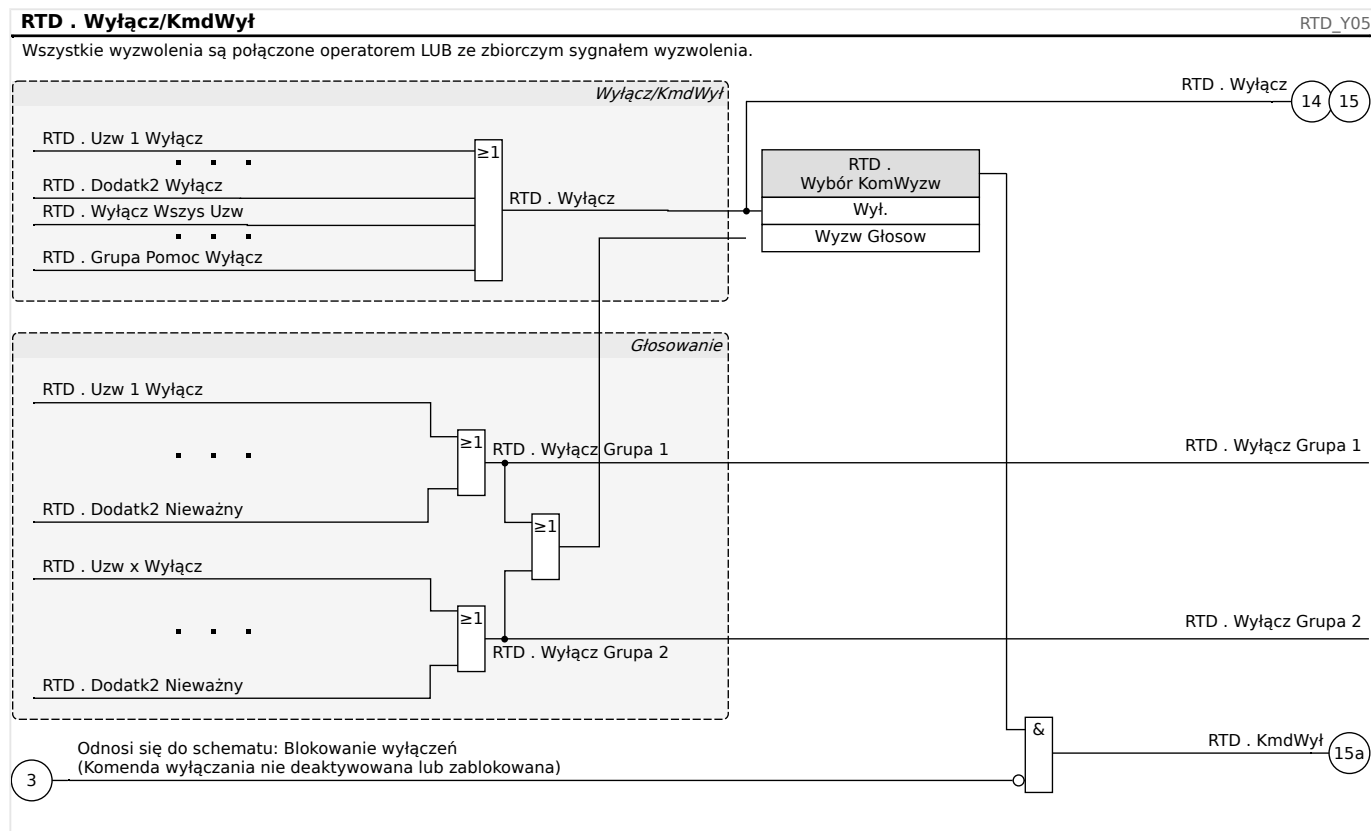 RTD . Wyłącz/KmdWył
RTD_Y05
Wszystkie wyzwolenia są połączone operatorem LUB ze zbiorczym sygnałem wyzwolenia.
Wyłącz/KmdWył
RTD . Wyłącz
14
15
RTD . Uzw 1 Wyłącz
≥1
RTD . Dodatk2 Wyłącz
RTD . Wyłącz Wszys Uzw
RTD . Grupa Pomoc Wyłącz
RTD . Wyłącz
RTD .
Wybór KomWyzw
Wył.
Wyzw Głosow
Głosowanie
RTD . Uzw 1 Wyłącz
≥1
RTD . Wyłącz Grupa 1
RTD . Wyłącz Grupa 1
RTD . Dodatk2 Nieważny
≥1
RTD . Uzw x Wyłącz
≥1
RTD . Wyłącz Grupa 2
RTD . Wyłącz Grupa 2
RTD . Dodatk2 Nieważny
&
RTD . KmdWył
15a
Odnosi się do schematu: Blokowanie wyłączeń
(Komenda wyłączania nie deaktywowana lub zablokowana)
3